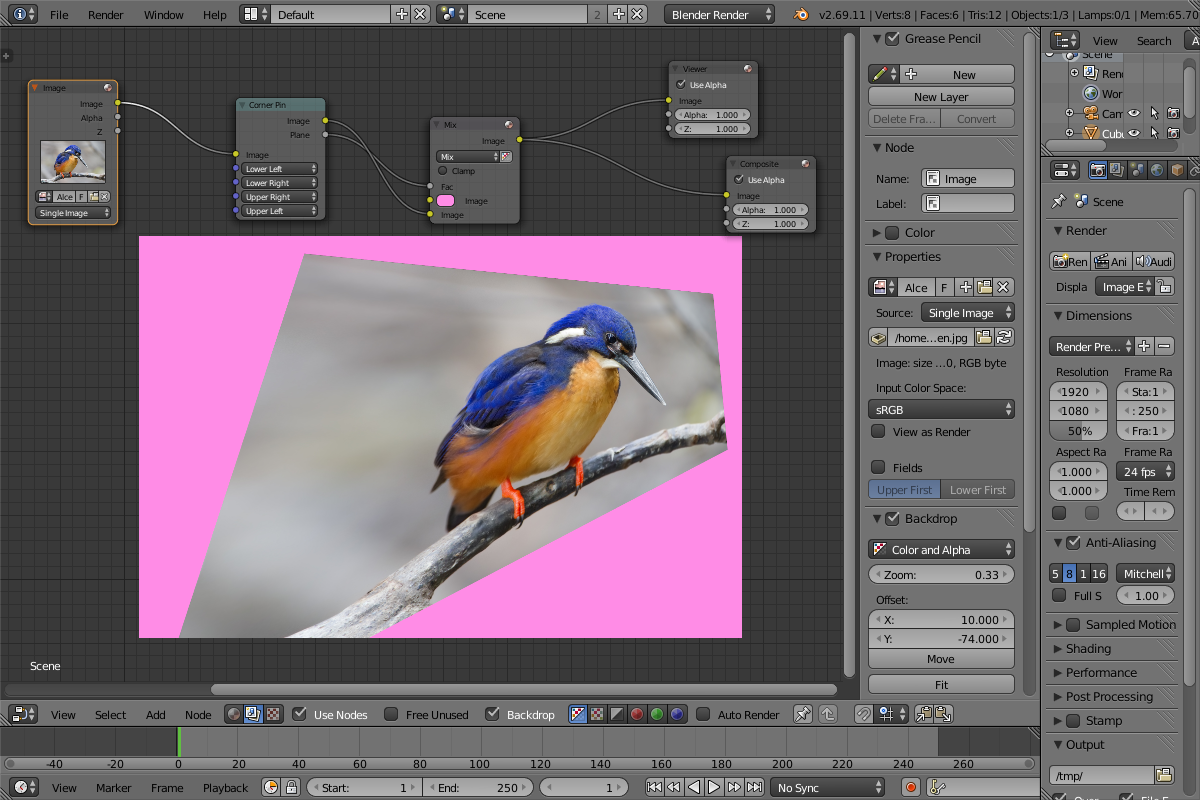 File Render Window Help Default Scene 2 Blender Render v2.69.11 | Verts:8 | Faces:6 | Tris:12 | Objects:1/3 | Lamps:0/1 | Mem:65.70
Image
Image
Alpha
Z
Alce F
Single Image
Corner Pin
Image
Plane
Image
Lower Left
Lower Right
Upper Right
Upper Left
Mix
Image
Mix
Clamp
Fac
Image
Image
Viewer
Use Alpha
Image
Alpha: 1.000
Z: 1.000
Composite
Use Alpha
Image
Alpha: 1.000
Z: 1.000
Scene
Grease Pencil
New
New Layer
Delete Fra... Convert
Node
Name: Image
Label:
Color
Properties
Alce F
Source: Single Image
/home...en.jpg
Image: size ...0, RGB byte
Input Color Space:
sRGB
View as Render
Fields
Upper First Lower First
Backdrop
Color and Alpha
Zoom: 0.33
Offset:
X: 10.000
Y: -74.000
Move
Fit
View Search
Scene
Ren
Wor
Cam
Cub
Scene
Render
Ren Ani Audi
Displa Image E
Dimensions
Render Pre...
Resolution Frame Ra
1920 Sta:1
1080 : 250
50% Fra:1
Aspect Ra Frame Ra
1.000 24 fps
1.000 Time Rem
Anti-Aliasing
5 8 1 16 Mitchell
Full S 1.00
Sampled Motion
Shading
Performance
Post Processing
Stamp
Output
/tmp/
View Select Add Node Use Nodes Free Unused Backdrop Auto Render
-40 -20 0 20 40 60 80 100 120 140 160 180 200 220 240 260
View Marker Frame Playback Start: 1 End: 250 1 No Sync